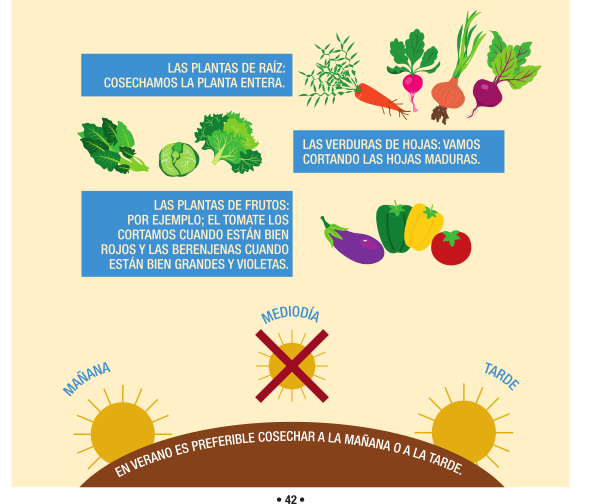 LAS PLANTAS DE RAÍZ:
COSECHAMOS LA PLANTA ENTERA.
LAS VERDURAS DE HOJAS: VAMOS
CORTANDO LAS HOJAS MADURAS.
LAS PLANTAS DE FRUTOS:
POR EJEMPLO; EL TOMATE LOS
CORTAMOS CUANDO ESTÁN BIEN
ROJOS Y LAS BERENJENAS CUANDO
ESTÁN BIEN GRANDES Y VIOLETAS.
MEDIODÍA
MAÑANA
TARDE
EN VERANO ES PREFERIBLE COSECHAR A LA MAÑANA O A LA TARDE.
• 42 •